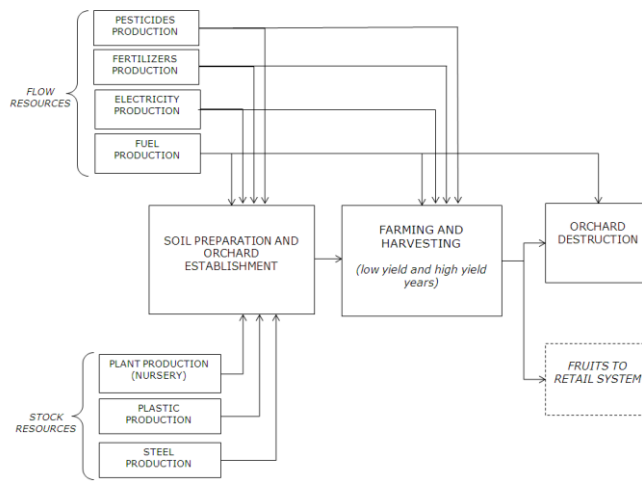 PESTICIDES
PRODUCTION
FERTILIZERS
PRODUCTION
FLOW
RESOURCES
ELECTRICITY
PRODUCTION
FUEL
PRODUCTION
SOIL PREPARATION AND
ORCHARD
ESTABLISHMENT
FARMING AND
HARVESTING
(low yield and high yield
years)
ORCHARD
DESTRUCTION
FRUITS TO
RETAIL SYSTEM
PLANT PRODUCTION
(NURSERY)
STOCK
RESOURCES
PLASTIC
PRODUCTION
STEEL
PRODUCTION